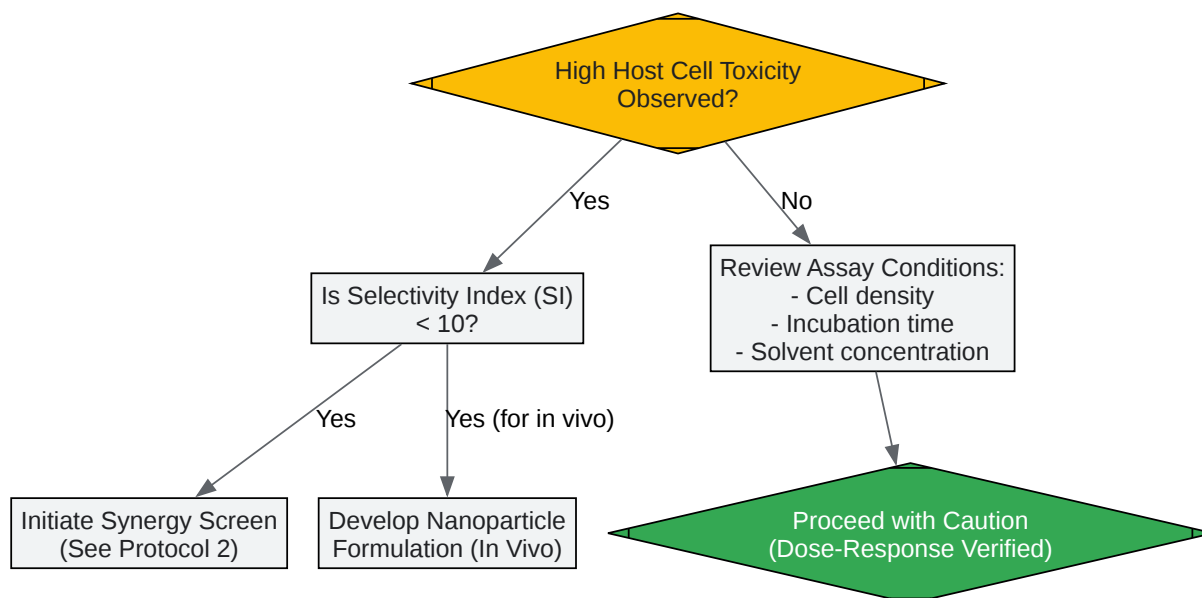 High Host Cell Toxicity
Observed?
Yes
No
Is Selectivity Index (SI)
< 10?
Review Assay Conditions:
- Cell density
- Incubation time
- Solvent concentration
Yes
Yes (for in vivo)
Initiate Synergy Screen
(See Protocol 2)
Develop Nanoparticle
Formulation (In Vivo)
Proceed with Caution
(Dose-Response Verified)